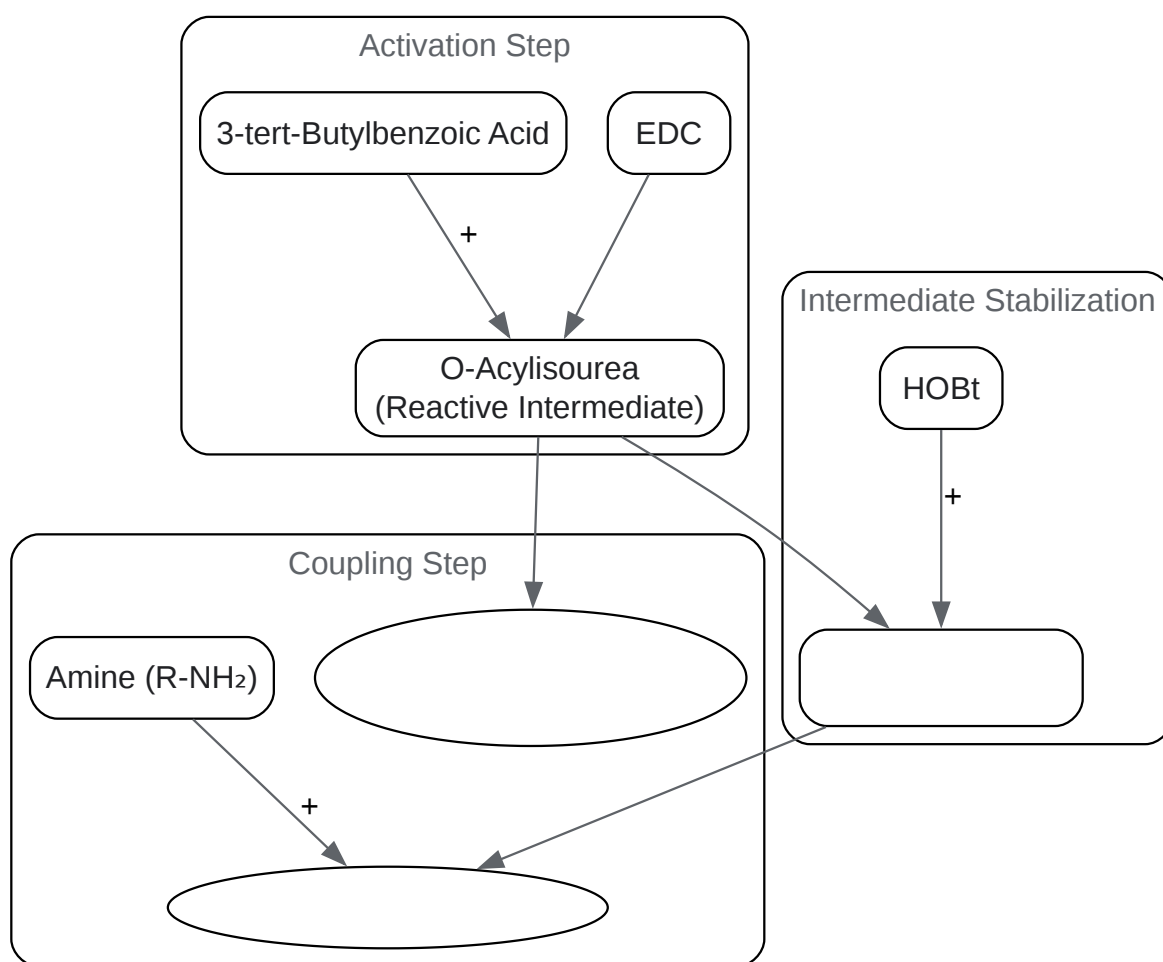 Activation Step
3-tert-Butylbenzoic Acid
EDC
+
O-Acylisourea
(Reactive Intermediate)
Intermediate Stabilization
HOBt
+
Coupling Step
Amine (R-NH₂)
+